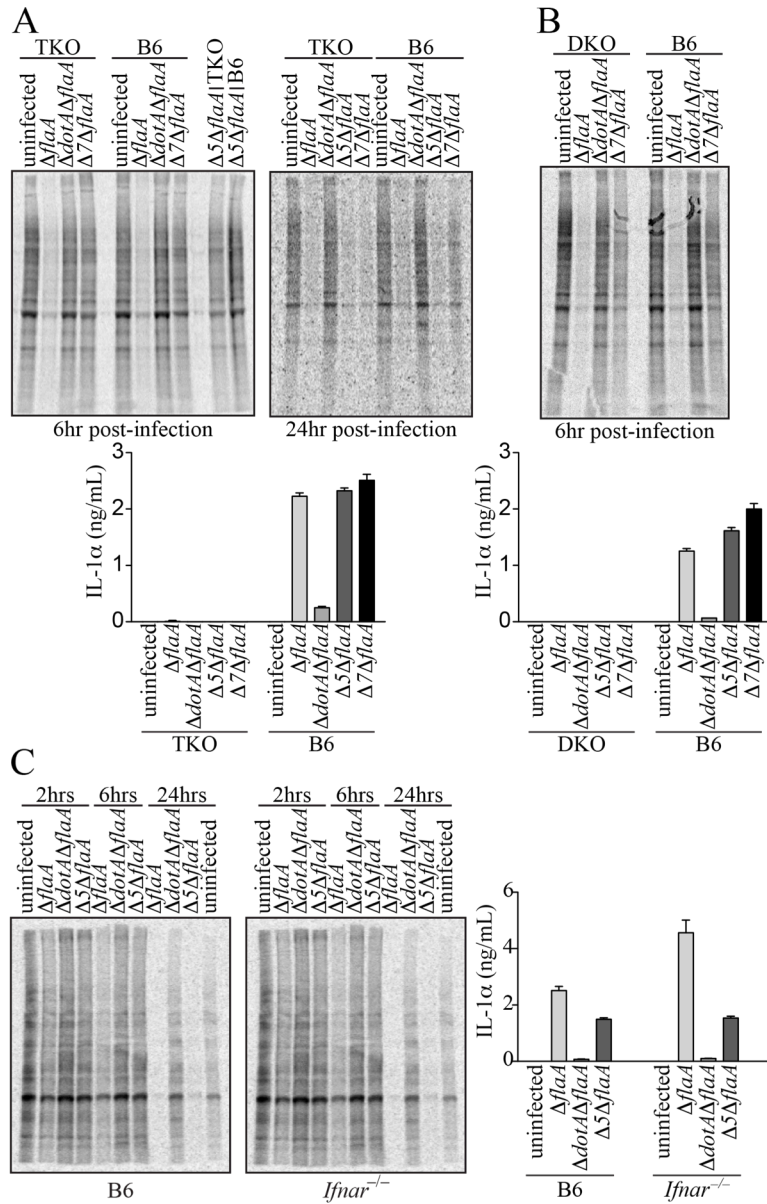 A
TKO
B6
uninfected
ΔflaA
ΔdotAΔflaA
Δ7ΔflaA
uninfected
ΔflaA
ΔdotAΔflaA
Δ7ΔflaA
Δ5ΔflaA|TKO
Δ5ΔflaA|B6
6hr post-infection
TKO
B6
uninfected
ΔflaA
ΔdotAΔflaA
Δ5ΔflaA
Δ7ΔflaA
uninfected
ΔflaA
ΔdotAΔflaA
Δ5ΔflaA
Δ7ΔflaA
24hr post-infection
IL-1α (ng/mL)
3
2
1
0
uninfected
ΔflaA
ΔdotAΔflaA
Δ5ΔflaA
Δ7ΔflaA
uninfected
ΔflaA
ΔdotAΔflaA
Δ5ΔflaA
Δ7ΔflaA
TKO
B6
B
DKO
B6
uninfected
ΔflaA
ΔdotAΔflaA
Δ7ΔflaA
uninfected
ΔflaA
ΔdotAΔflaA
Δ7ΔflaA
6hr post-infection
IL-1α (ng/mL)
3
2
1
0
uninfected
ΔflaA
ΔdotAΔflaA
Δ5ΔflaA
Δ7ΔflaA
uninfected
ΔflaA
ΔdotAΔflaA
Δ5ΔflaA
Δ7ΔflaA
DKO
B6
C
2hrs
6hrs
24hrs
uninfected
ΔflaA
ΔdotAΔflaA
Δ5ΔflaA
ΔflaA
ΔdotAΔflaA
Δ5ΔflaA
ΔflaA
ΔdotAΔflaA
Δ5ΔflaA
uninfected
B6
2hrs
6hrs
24hrs
uninfected
ΔflaA
ΔdotAΔflaA
Δ5ΔflaA
ΔflaA
ΔdotAΔflaA
Δ5ΔflaA
ΔflaA
ΔdotAΔflaA
Δ5ΔflaA
uninfected
Ifnar−/−
IL-1α (ng/mL)
6
4
2
0
uninfected
ΔflaA
ΔdotAΔflaA
Δ5ΔflaA
uninfected
ΔflaA
ΔdotAΔflaA
Δ5ΔflaA
B6
Ifnar−/−